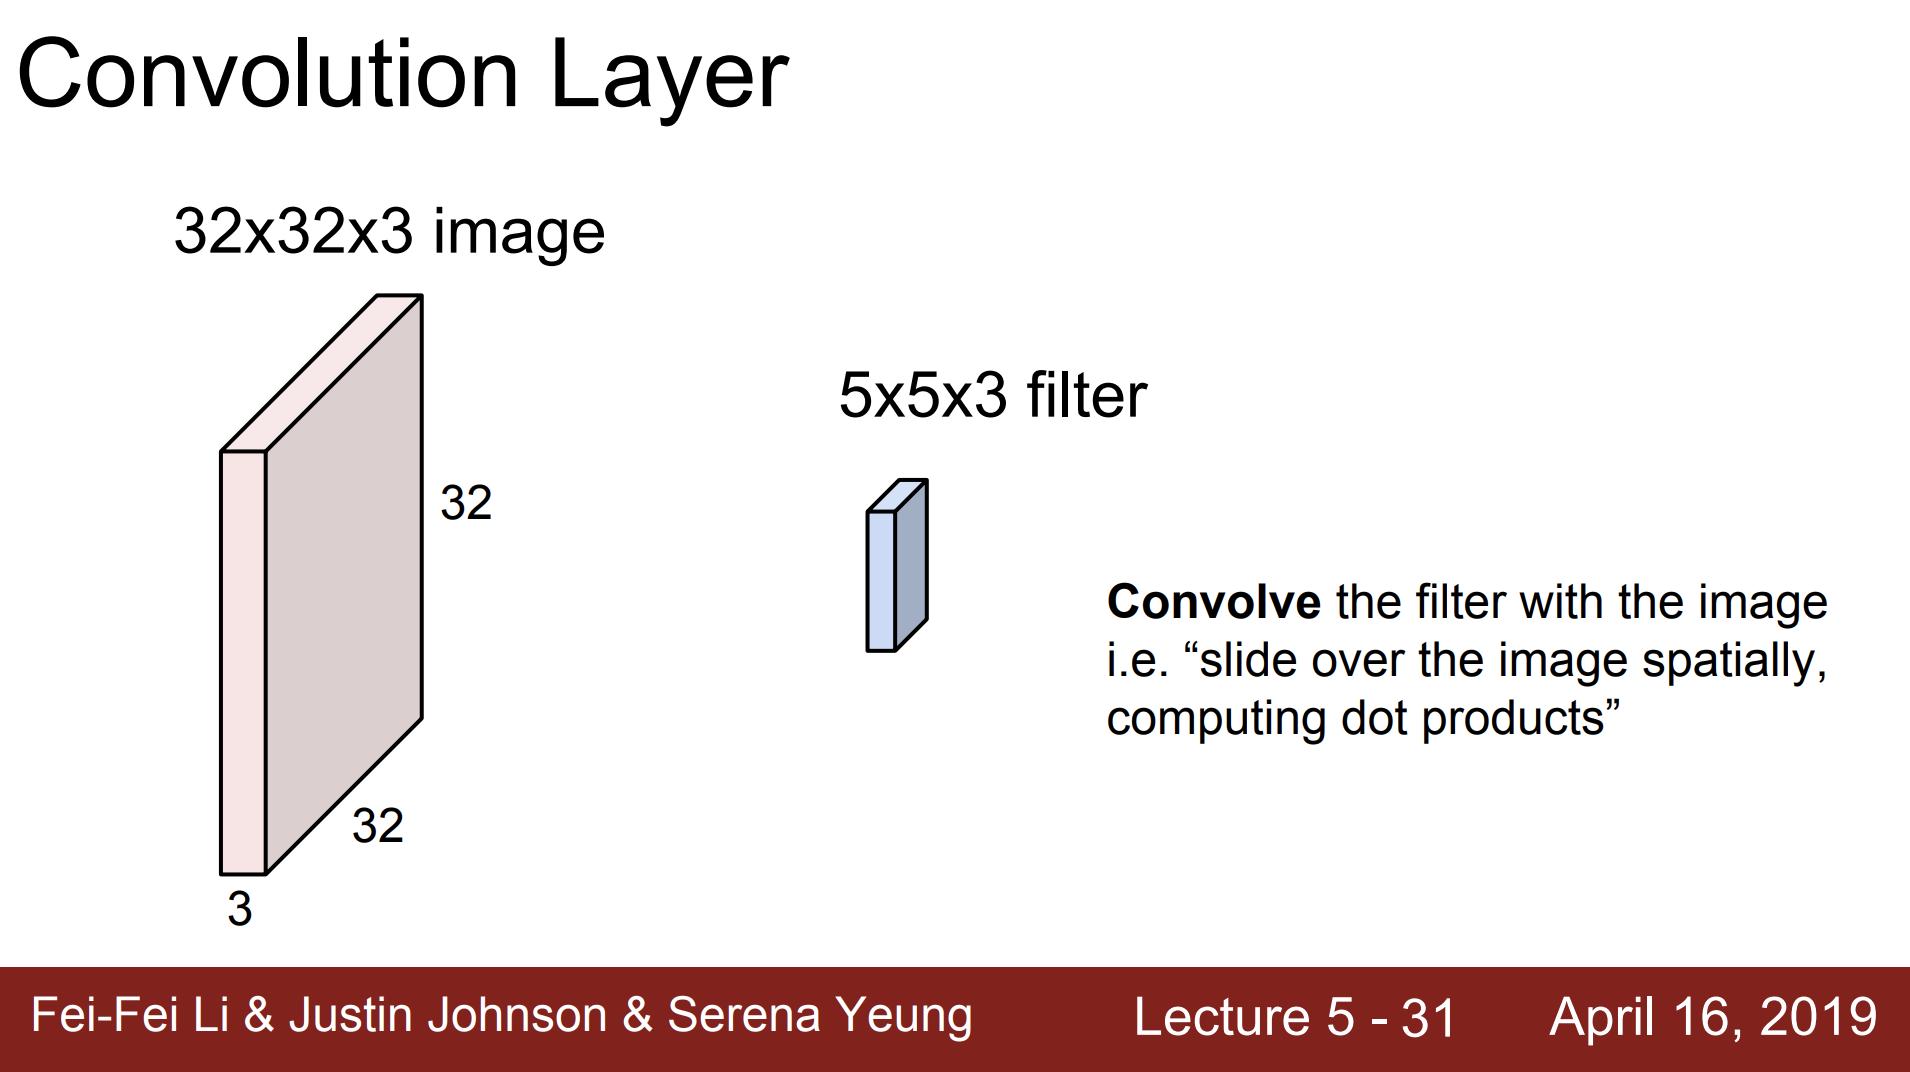 Convolution Layer
32x32x3 image
5x5x3 filter
32
Convolve the filter with the image
i.e. “slide over the image spatially,
computing dot products”
32
3
Fei-Fei Li & Justin Johnson & Serena Yeung
Lecture 5 - 31
April 16, 2019